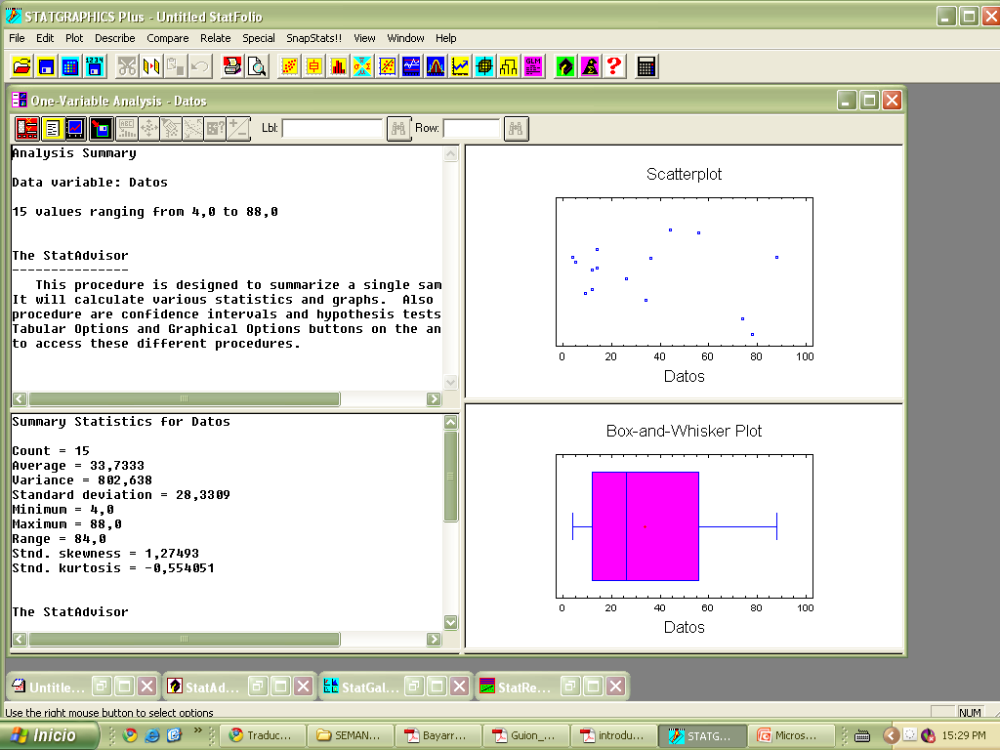 STATGRAPHICS Plus - Untitled StatFolio
File Edit Plot Describe Compare Relate Special SnapStats!! View Window Help
1234
GLM
One-Variable Analysis - Datos
ABC
Lbl: Row:
Analysis Summary
Data variable: Datos
15 values ranging from 4,0 to 88,0
The StatAdvisor
---------------
This procedure is designed to summarize a single sam
It will calculate various statistics and graphs. Also
procedure are confidence intervals and hypothesis tests
Tabular Options and Graphical Options buttons on the an
to access these different procedures.
Scatterplot
0 20 40 60 80 100
Datos
Summary Statistics for Datos
Count = 15
Average = 33,7333
Variance = 802,638
Standard deviation = 28,3309
Minimum = 4,0
Maximum = 88,0
Range = 84,0
Stnd. skewness = 1,27493
Stnd. kurtosis = -0,554051
The StatAdvisor
Box-and-Whisker Plot
0 20 40 60 80 100
Datos
Untitle... StatAd... StatGal... StatRe...
Use the right mouse button to select options
NUM
Inicio Traduc... SEMAN... Bayarr... Guion_... introdu... STATG... Micros... 15:29 PM